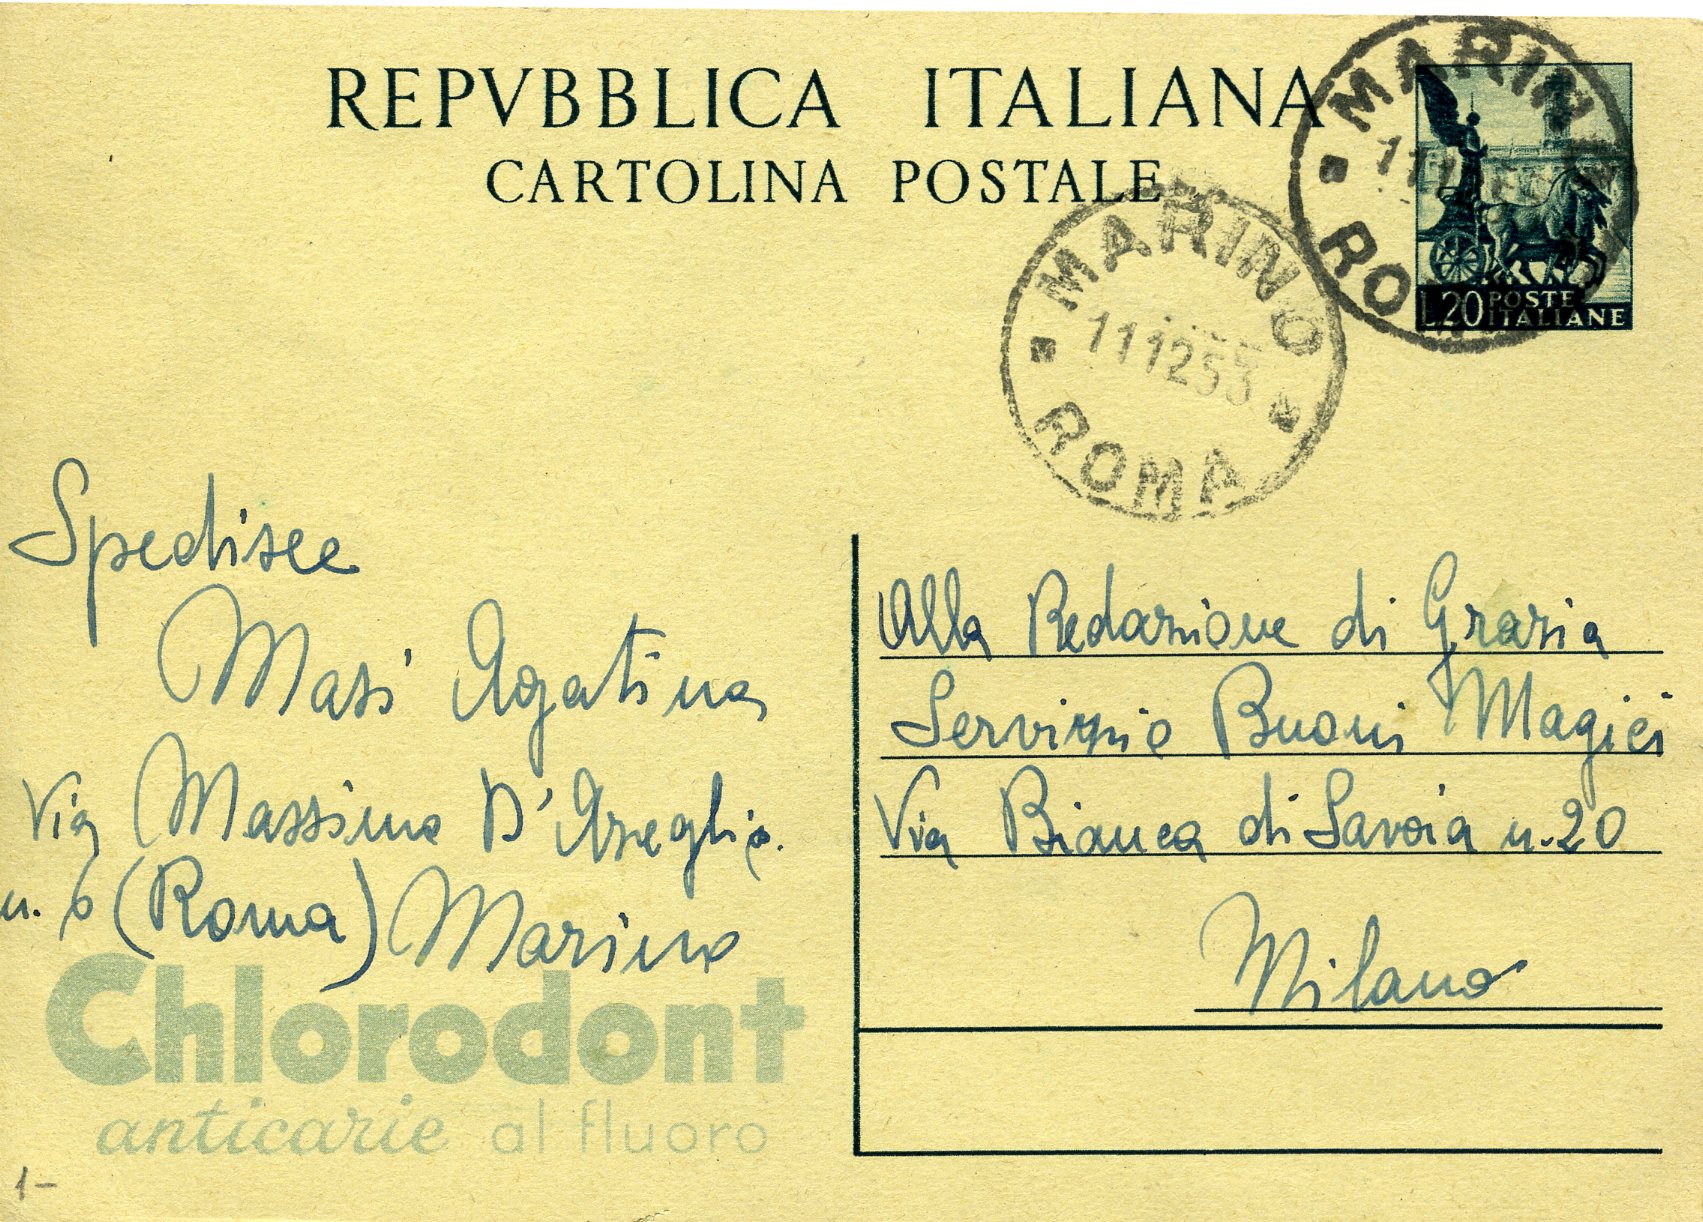 REPVBBLICA ITALIANA
CARTOLINA POSTALE
MARINO
ROMA
L.20 POSTE ITALIANE
MARINO
11 12 53
ROMA
Spedisce
Masi Agatina
Via Massimo D'Azeglio.
n. 6 (Roma) Marino
Alla Redazione di Grazia
Servizio Buoni Magici
Via Bianca di Savoia n. 20
Milano
Chlorodont
anticarie al fluoro
1-